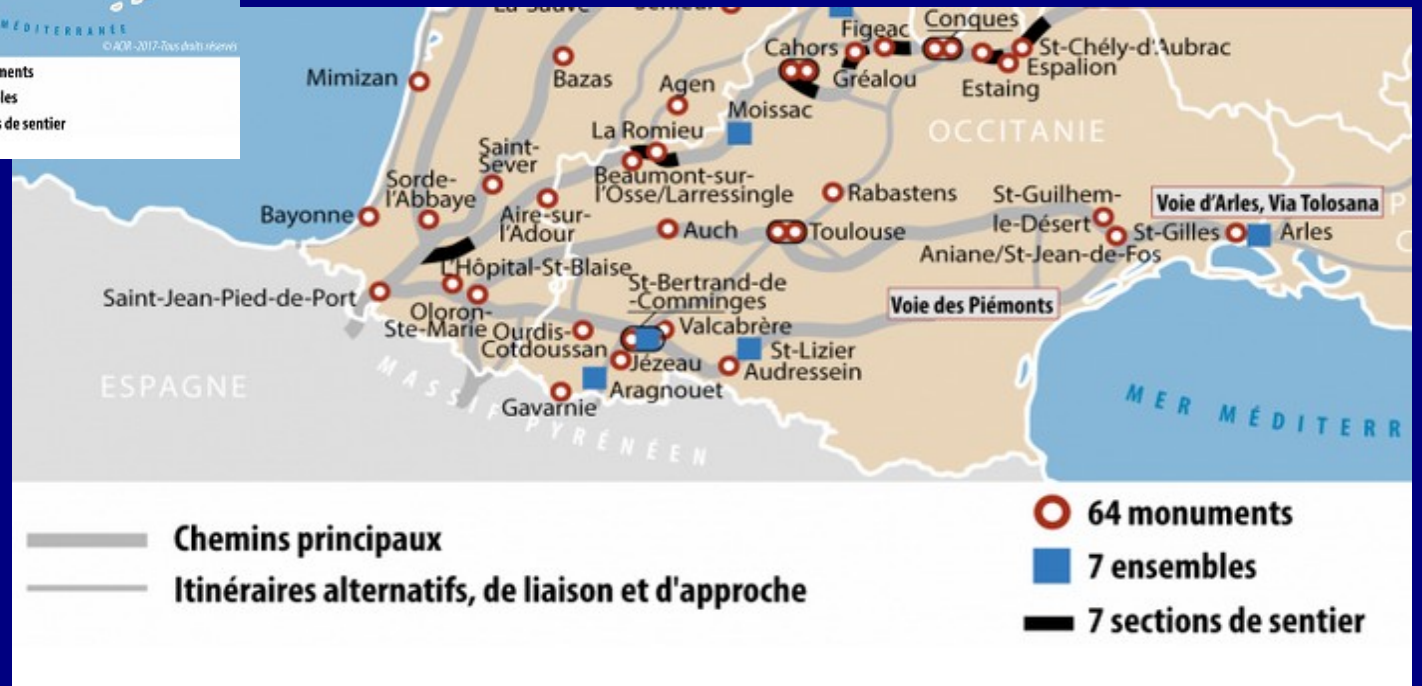 MÉDITERRANÉE
© ACIR -2017-Tous droits réservés
de sentier
La Sauve
Figeac
Conques
Cahors
St-Chély-d'Aubrac
Mimizan
Bazas
Agen
Gréalou
Espalion
Estaing
Moissac
La Romieu
OCCITANIE
Saint-
Sever
Beaumont-sur-
l'Osse/Larressingle
Sorde-
l'Abbaye
Rabastens
St-Guilhem-
le-Désert
Voie d'Arles, Via Tolosana
Bayonne
Aire-sur-
l'Adour
Auch
Toulouse
St-Gilles
Arles
Aniane/St-Jean-de-Fos
L'Hôpital-St-Blaise
St-Bertrand-de
-Comminges
Saint-Jean-Pied-de-Port
Voie des Piémonts
Oloron-
Ste-Marie
Ourdis-
Cotdoussan
Valcabrère
St-Lizier
Jézeau
Audressein
ESPAGNE
Aragnouet
Gavarnie
MASSIF PYRÉNÉEN
MER MÉDITERR
Chemins principaux
Itinéraires alternatifs, de liaison et d'approche
64 monuments
7 ensembles
7 sections de sentier